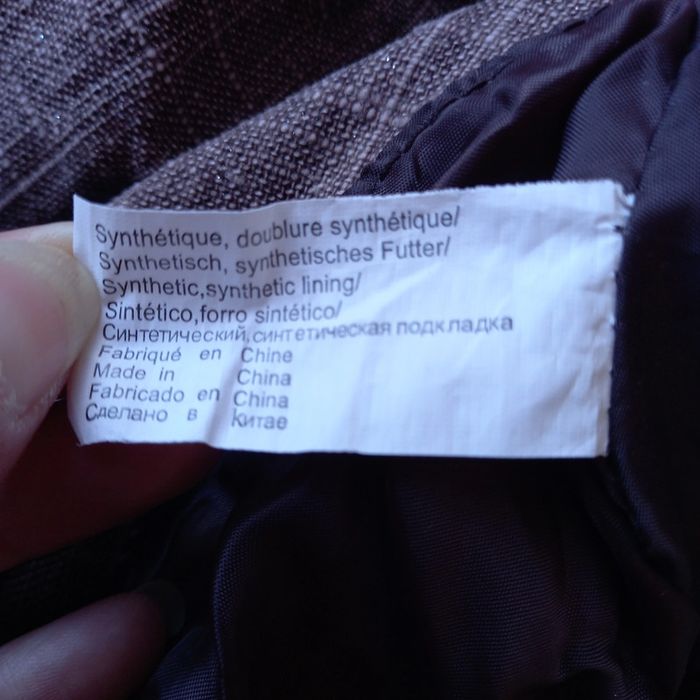 Synthétique, doublure synthétique/
Synthetisch, synthetisches Futter/
Synthetic,synthetic lining/
Sintético,forro sintético/
Синтетический,синтетическая подкладка
Fabriqué en Chine
Made in China
Fabricado en China
Сделано в Китае